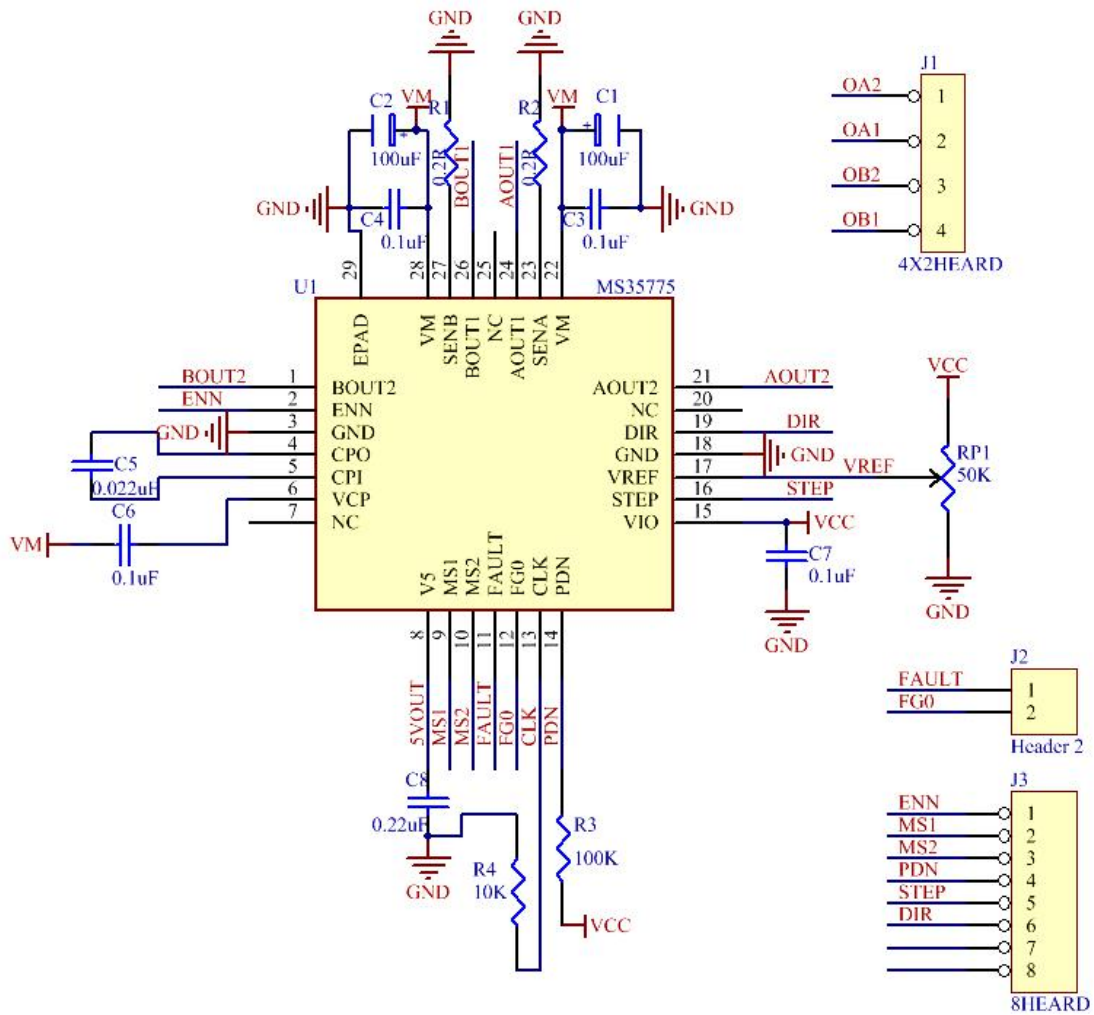 GND
GND
J1
VM
C2
R1
R2
VM
C1
OA2
1
OA1
2
100uF
0.2R
BOUT1
AOUT1
0.2R
100uF
OB2
3
GND
C4
C3
GND
OB1
4
0.1uF
0.1uF
4X2HEARD
29
28
27
26
25
24
23
22
U1
MS35775
EPAD
VM
SENB
BOUT1
NC
AOUT1
SENA
VM
VCC
BOUT2
1
BOUT2
AOUT2
21
AOUT2
ENN
2
ENN
NC
20
GND
3
GND
DIR
19
DIR
4
CPO
GND
18
GND
RP1
C5
5
CPI
VREF
17
VREF
50K
0.022uF
6
VCP
STEP
16
STEP
C6
7
NC
VIO
15
VCC
VM
0.1uF
C7
0.1uF
V5
MS1
MS2
FAULT
FG0
CLK
PDN
GND
GND
8
9
10
11
12
13
14
5VOUT
MS1
MS2
FAULT
FG0
CLK
PDN
J2
FAULT
1
FG0
2
Header 2
C8
0.22uF
J3
ENN
1
MS1
2
R3
100K
MS2
3
GND
R4
10K
PDN
4
STEP
5
VCC
DIR
6
7
8
8HEARD